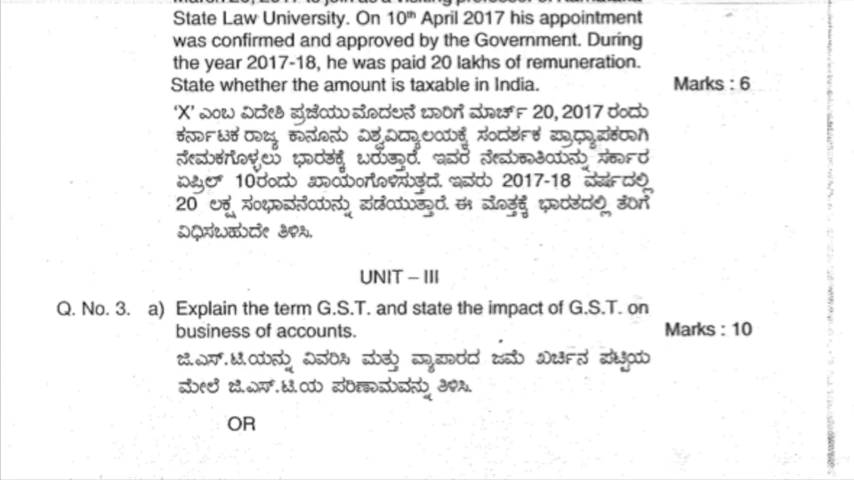 State Law University. On 10th April 2017 his appointment
was confirmed and approved by the Government. During
the year 2017-18, he was paid 20 lakhs of remuneration.
State whether the amount is taxable in India. Marks : 6
'X' ಎಂಬ ವಿದೇಶಿ ಪ್ರಜೆಯು ಮೊದಲನೆ ಬಾರಿಗೆ ಮಾರ್ಚ್ 20, 2017 ರಂದು
ಕರ್ನಾಟಕ ರಾಜ್ಯ ಕಾನೂನು ವಿಶ್ವವಿದ್ಯಾಲಯಕ್ಕೆ ಸಂದರ್ಶಕ ಪ್ರಾಧ್ಯಾಪಕರಾಗಿ
ನೇಮಕಗೊಳ್ಳಲು ಭಾರತಕ್ಕೆ ಬರುತ್ತಾರೆ. ಇವರ ನೇಮಕಾತಿಯನ್ನು ಸರ್ಕಾರ
ಏಪ್ರಿಲ್ 10ರಂದು ಖಾಯಂಗೊಳಿಸುತ್ತದೆ. ಇವರು 2017-18 ವರ್ಷದಲ್ಲಿ
20 ಲಕ್ಷ ಸಂಭಾವನೆಯನ್ನು ಪಡೆಯುತ್ತಾರೆ. ಈ ಮೊತ್ತಕ್ಕೆ ಭಾರತದಲ್ಲಿ ತೆರಿಗೆ
ವಿಧಿಸಬಹುದೇ ತಿಳಿಸಿ.
UNIT – III
Q. No. 3. a) Explain the term G.S.T. and state the impact of G.S.T. on
business of accounts. Marks : 10
ಜಿ.ಎಸ್.ಟಿ.ಯನ್ನು ವಿವರಿಸಿ ಮತ್ತು ವ್ಯಾಪಾರದ ಜಮೆ ಖರ್ಚಿನ ಪಟ್ಟಿಯ
ಮೇಲೆ ಜಿ.ಎಸ್.ಟಿ.ಯ ಪರಿಣಾಮವನ್ನು ತಿಳಿಸಿ.
OR